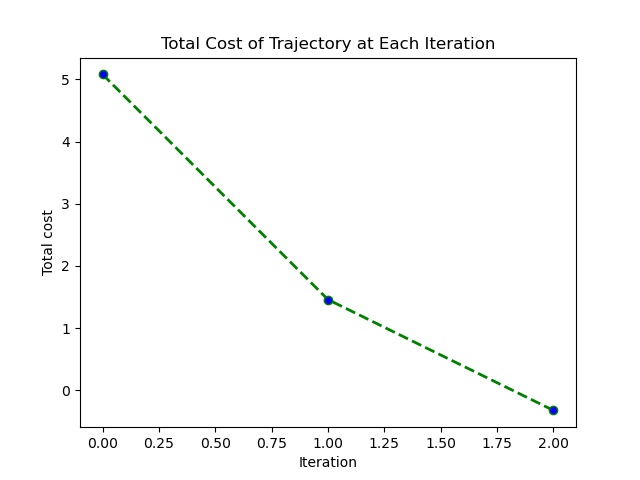 Total Cost of Trajectory at Each Iteration
Total cost
5
4
3
2
1
0
0.00 0.25 0.50 0.75 1.00 1.25 1.50 1.75 2.00
Iteration